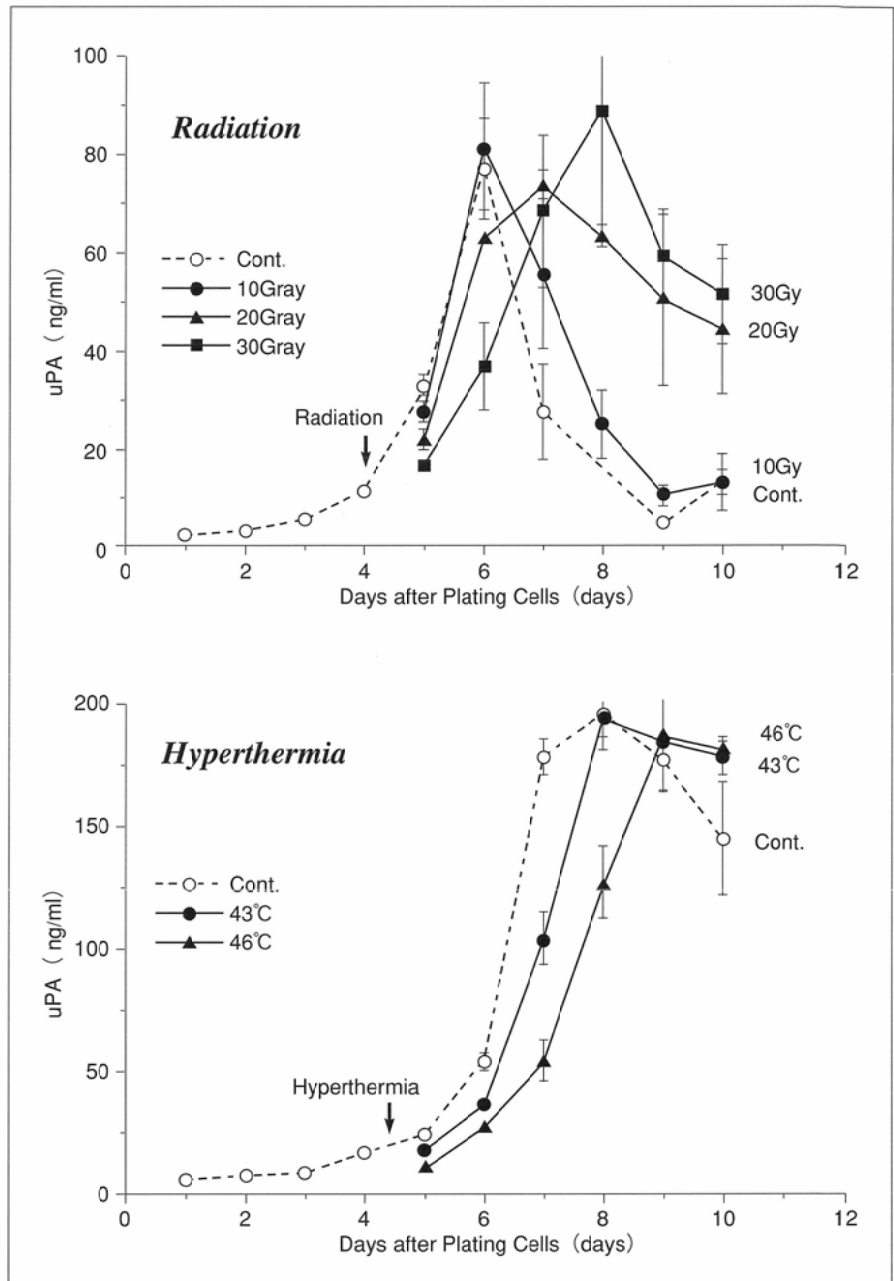 100
80
60
40
20
0
uPA ( ng/ml)
Radiation
Cont.
10Gray
20Gray
30Gray
Radiation
30Gy
20Gy
10Gy
Cont.
0 2 4 6 8 10 12
Days after Plating Cells (days)
200
150
100
50
0
uPA ( ng/ml)
Hyperthermia
Cont.
43℃
46℃
Hyperthermia
46℃
43℃
Cont.
0 2 4 6 8 10 12
Days after Plating Cells (days)